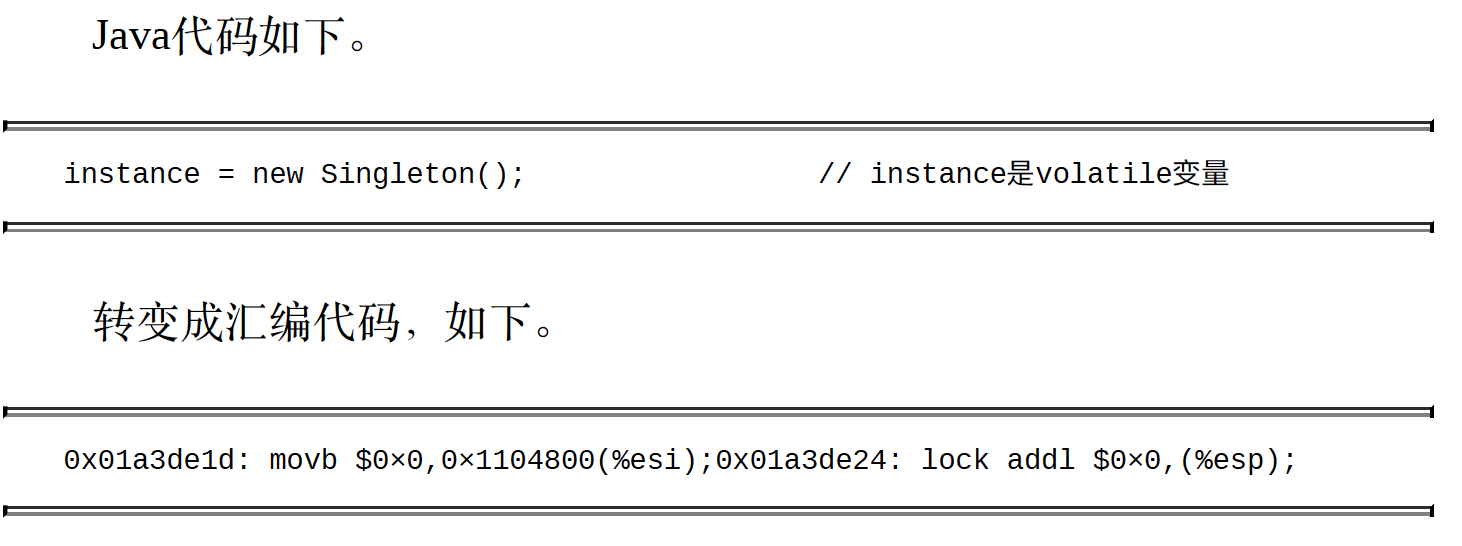 Java代码如下。
instance = new Singleton(); // instance是volatile变量
转变成汇编代码，如下。
0x01a3de1d: movb $0×0,0×1104800(%esi);0x01a3de24: lock addl $0×0,(%esp);